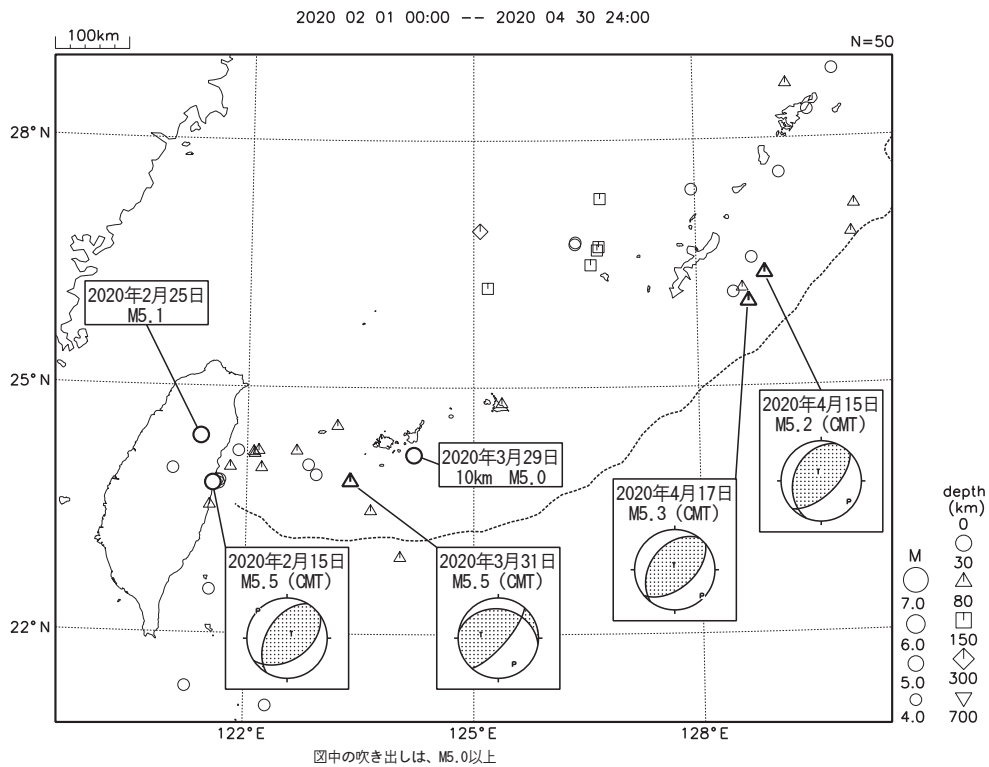 2020 02 01 00:00 -- 2020 04 30 24:00
100km
N=50
28°N
2020年2月25日
M5.1
25°N
2020年4月15日
M5.2 (CMT)
T
P
2020年3月29日
10km M5.0
2020年4月17日
M5.3 (CMT)
T
P
2020年2月15日
M5.5 (CMT)
P
T
2020年3月31日
M5.5 (CMT)
T
P
22°N
depth
(km)
0
30
80
150
300
700
M
7.0
6.0
5.0
4.0
122°E
125°E
128°E
図中の吹き出しは、M5.0以上